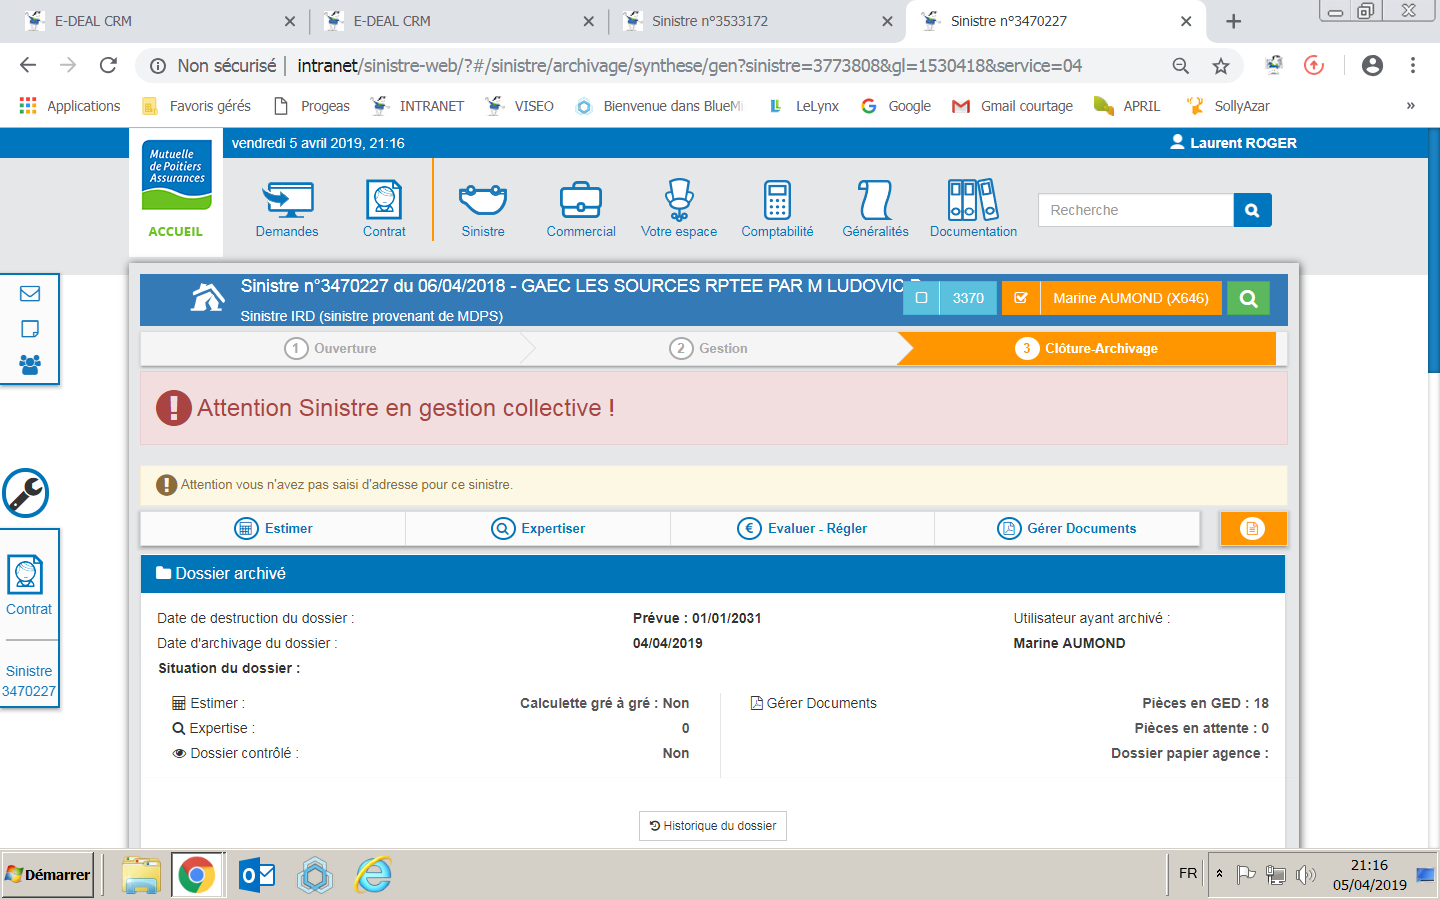 E-DEAL CRM
E-DEAL CRM
Sinistre n°3533172
Sinistre n°3470227
Non sécurisé | intranet/sinistre-web/?#/sinistre/archivage/synthese/gen?sinistre=3773808&gl=1530418&service=04
Applications
Favoris gérés
Progeas
INTRANET
VISEO
Bienvenue dans BlueMi
LeLynx
Google
Gmail courtage
APRIL
SollyAzar
»
vendredi 5 avril 2019, 21:16
Laurent ROGER
Mutuelle
de Poitiers
Assurances
ACCUEIL
Demandes
Contrat
Sinistre
Commercial
Votre espace
Comptabilité
Généralités
Documentation
Recherche
Sinistre n°3470227 du 06/04/2018 - GAEC LES SOURCES RPTEE PAR M LUDOVIC
Sinistre IRD (sinistre provenant de MDPS)
3370
Marine AUMOND (X646)
1 Ouverture
2 Gestion
3 Clôture-Archivage
Attention Sinistre en gestion collective !
Attention vous n'avez pas saisi d'adresse pour ce sinistre.
Estimer
Expertiser
€ Evaluer - Régler
Gérer Documents
Dossier archivé
Date de destruction du dossier :
Prévue : 01/01/2031
Utilisateur ayant archivé :
Date d'archivage du dossier :
04/04/2019
Marine AUMOND
Situation du dossier :
Estimer :
Calculette gré à gré : Non
Gérer Documents
Pièces en GED : 18
Expertise :
0
Pièces en attente : 0
Dossier contrôlé :
Non
Dossier papier agence :
Historique du dossier
Contrat
Sinistre
3470227
Démarrer
FR
21:16
05/04/2019